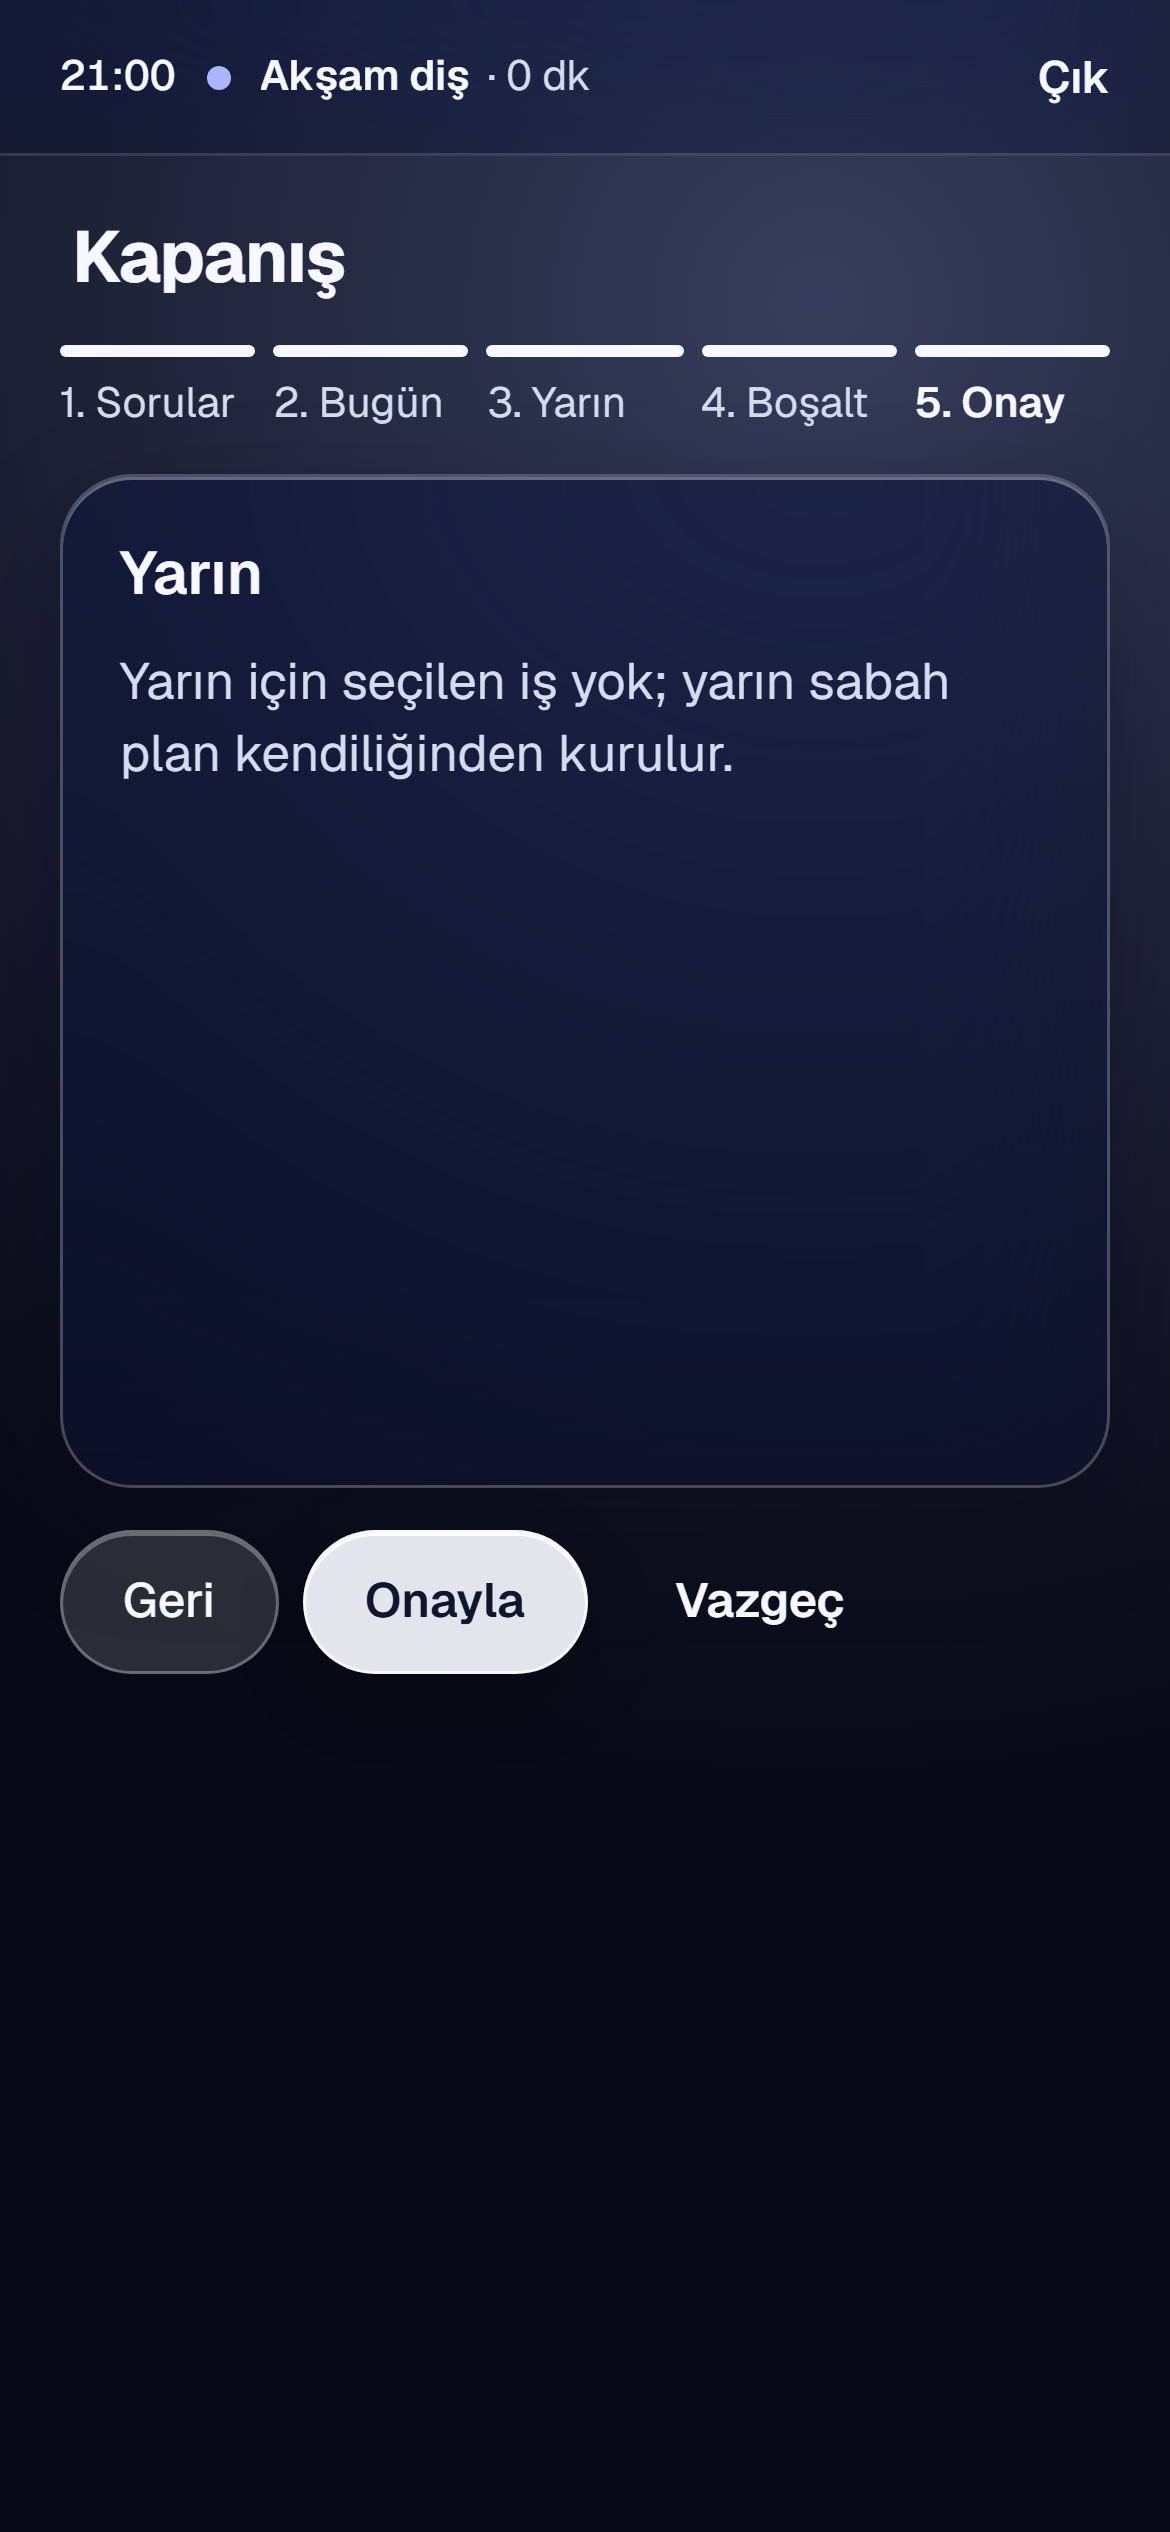 21:00 Akşam diş · 0 dk Çık
Kapanış
1. Sorular 2. Bugün 3. Yarın 4. Boşalt 5. Onay
Yarın
Yarın için seçilen iş yok; yarın sabah
plan kendiliğinden kurulur.
Geri Onayla Vazgeç